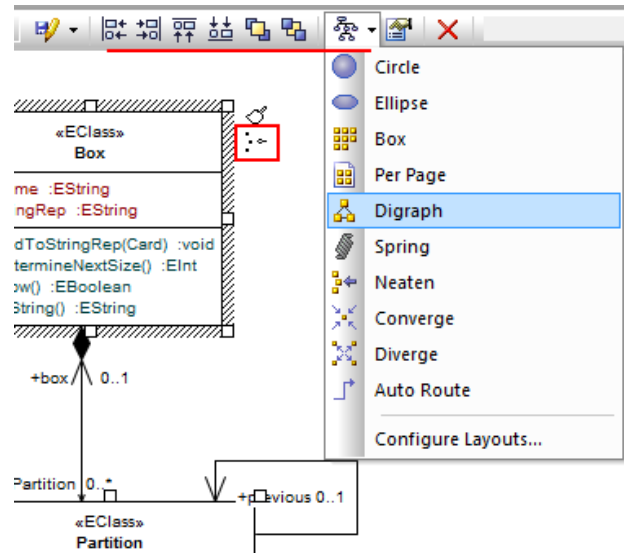 Circle
Ellipse
Box
Per Page
Digraph
Spring
Neaten
Converge
Diverge
Auto Route
Configure Layouts...
«EClass»
Box
me :EString
ngRep :EString
dToStringRep(Card) :void
termineNextSize() :EInt
ow() :EBoolean
String() :EString
+box 0..1
Partition 0..*
+previous 0..1
«EClass»
Partition